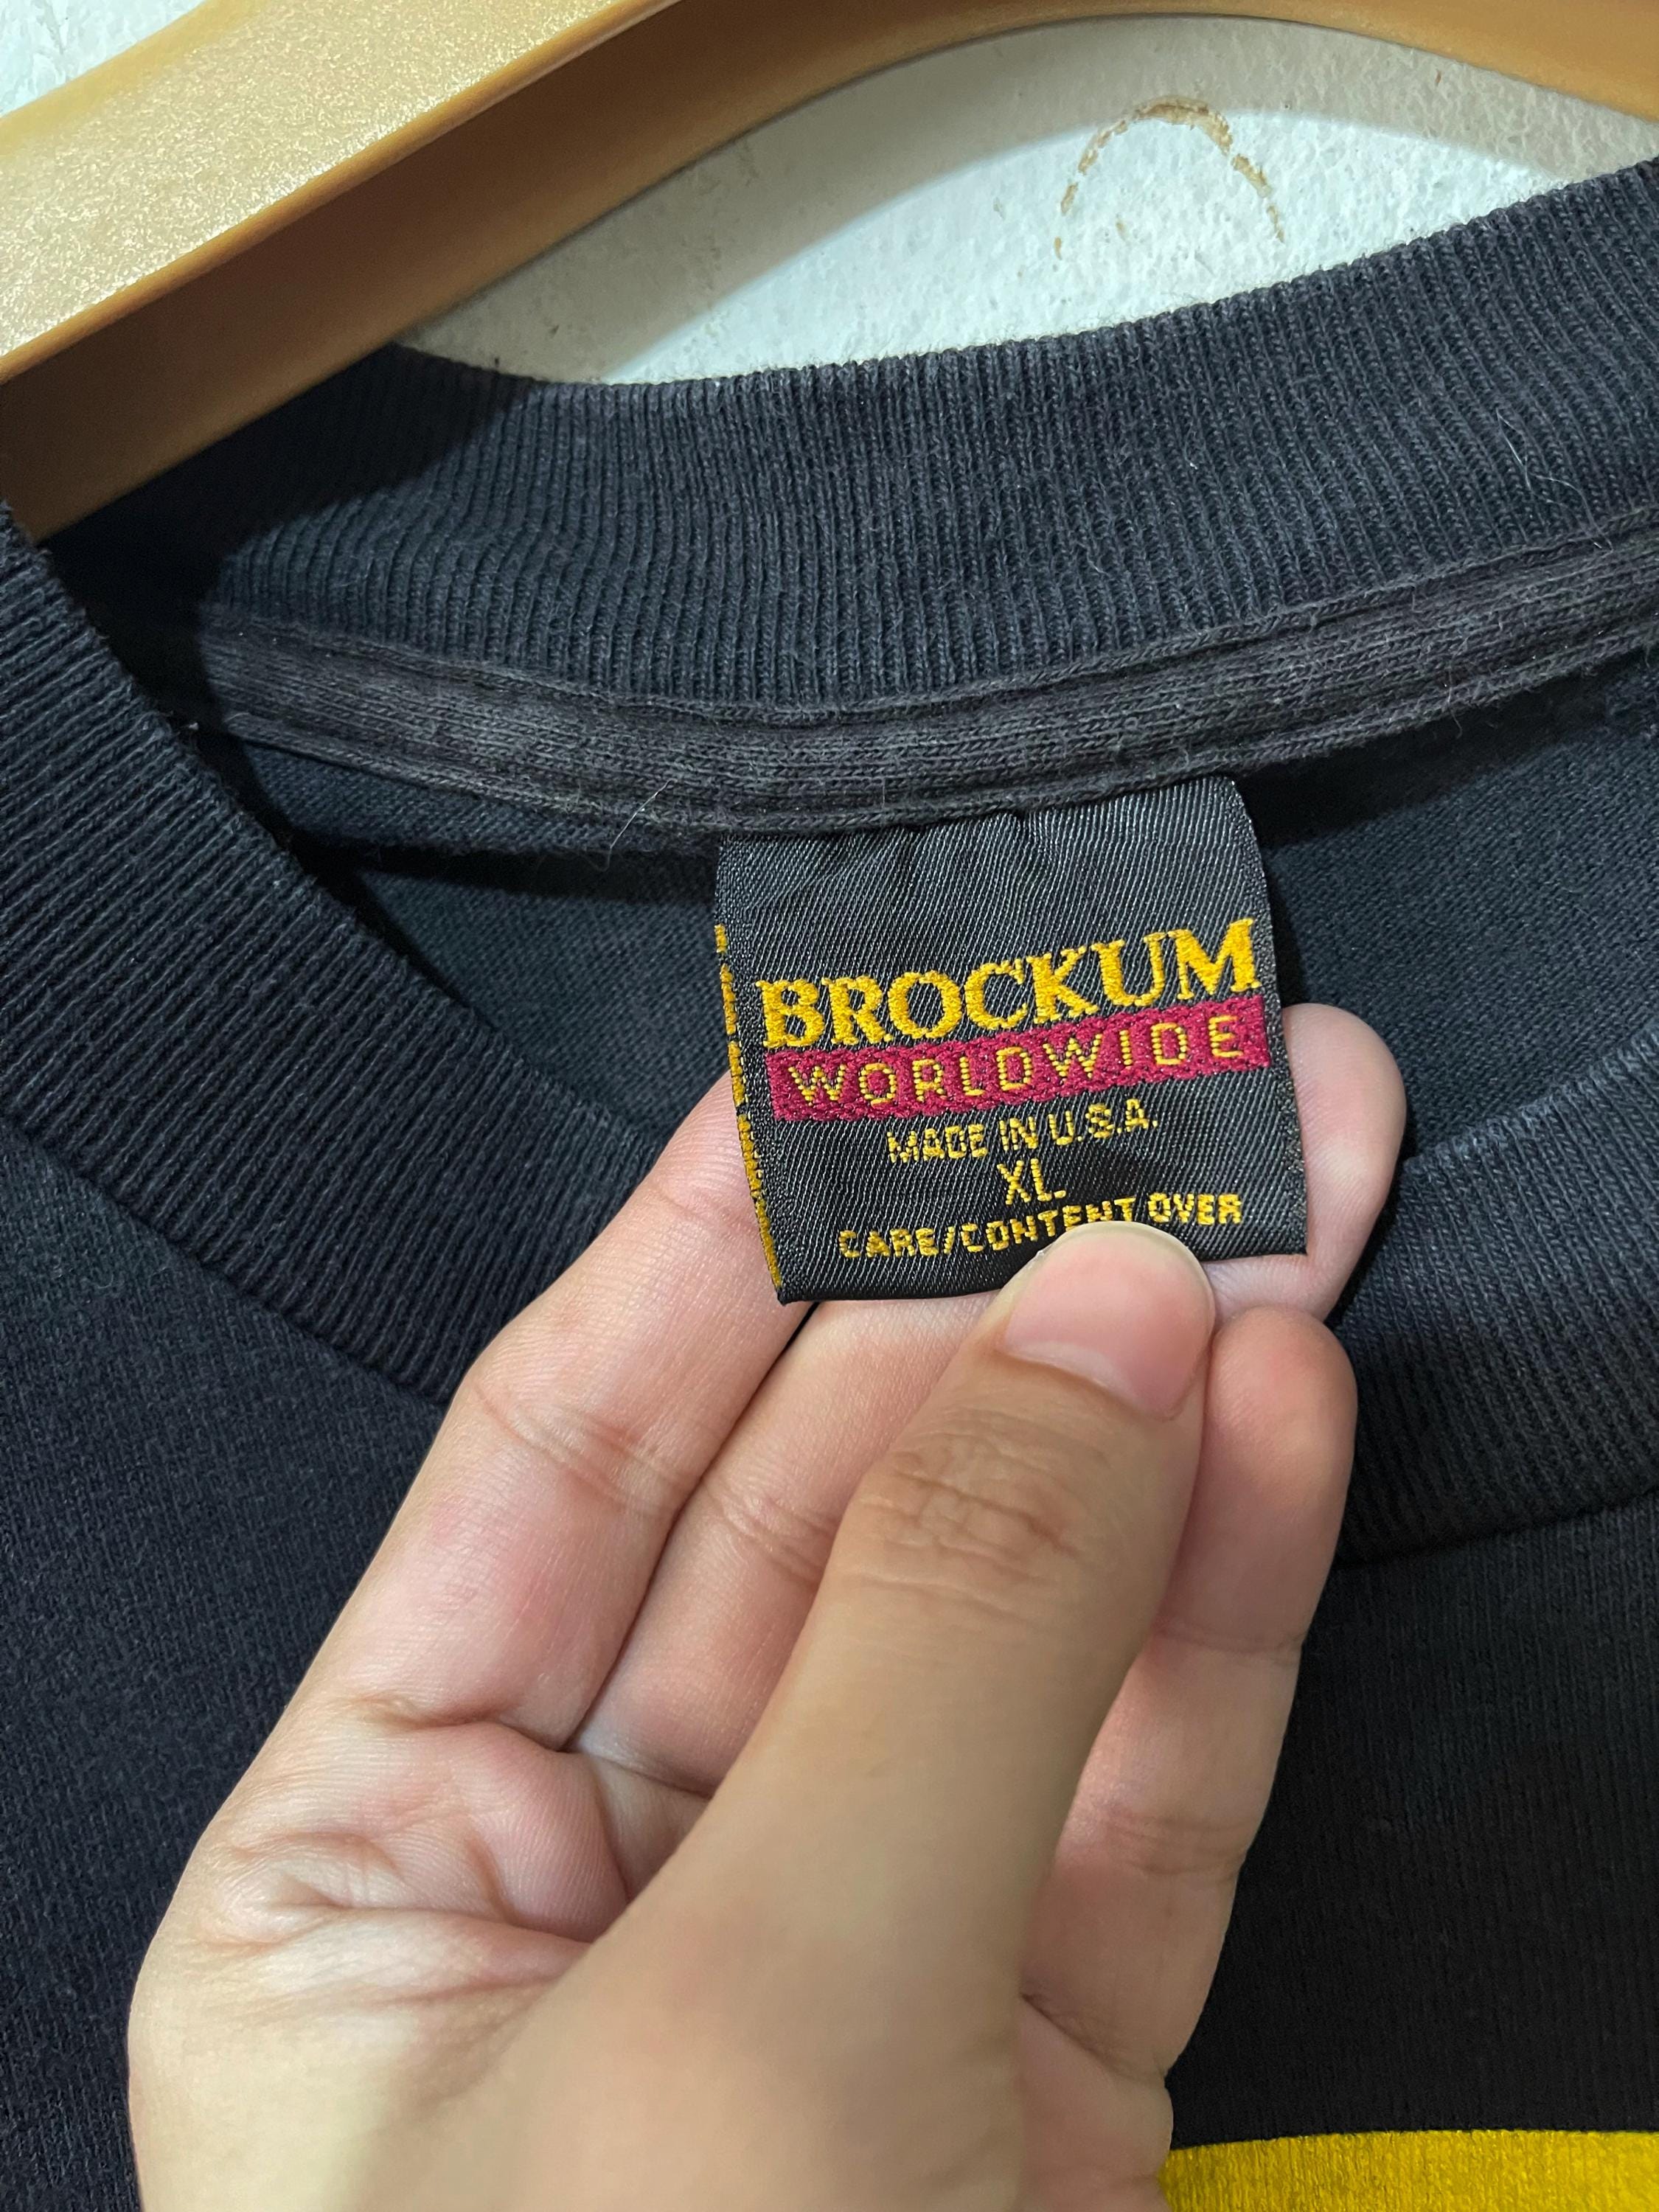 BROCKUM
WORLDWIDE
MADE IN U.S.A.
XL
CARE/CONTENT OVER